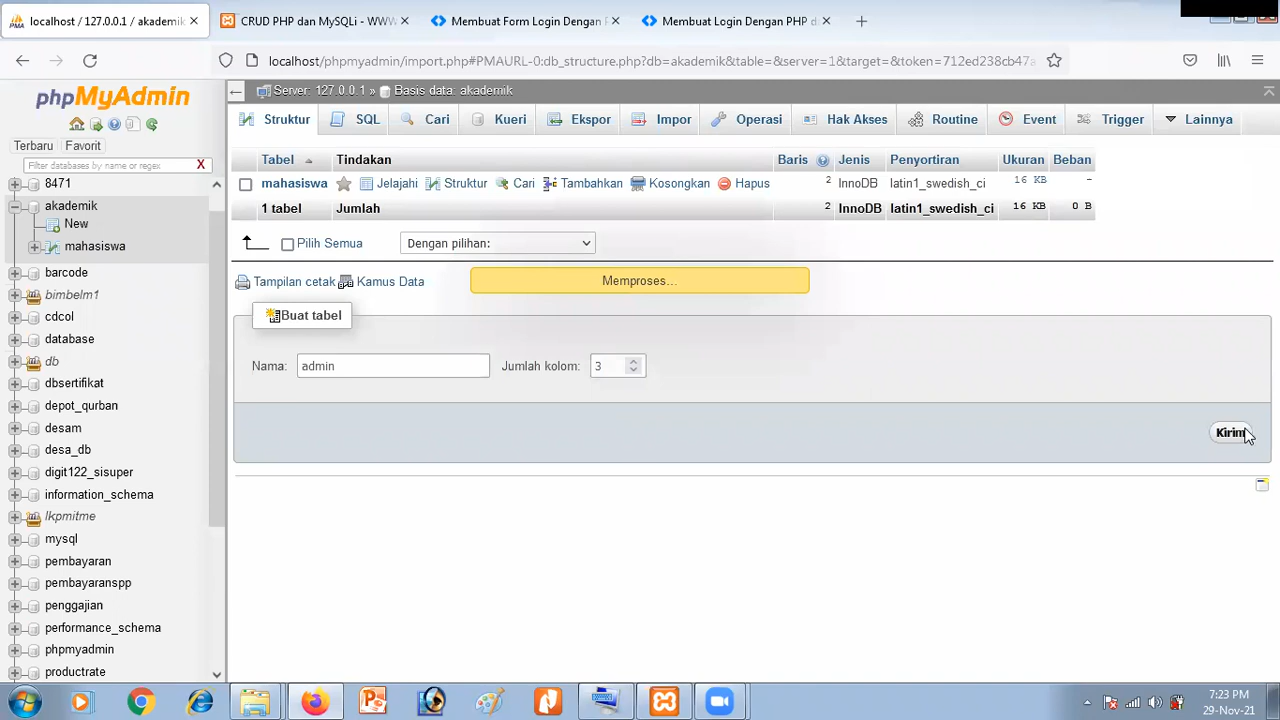 localhost / 127.0.0.1 / akademik
CRUD PHP dan MySQLi - WWW
Membuat Form Login Dengan P
Membuat Login Dengan PHP d
localhost/phpmyadmin/import.php#PMAURL-0:db_structure.php?db=akademik&table=&server=1&target=&token=712ed238cb47a
phpMyAdmin
Terbaru Favorit
Filter databases by name or regex X
8471
akademik
New
mahasiswa
barcode
bimbelm1
cdcol
database
db
dbsertifikat
depot_qurban
desam
desa_db
digit122_sisuper
information_schema
lkpmitme
mysql
pembayaran
pembayaranspp
penggajian
performance_schema
phpmyadmin
productrate
Server: 127.0.0.1 » Basis data: akademik
Struktur SQL Cari Kueri Ekspor Impor Operasi Hak Akses Routine Event Trigger Lainnya
Tabel Tindakan Baris Jenis Penyortiran Ukuran Beban
mahasiswa Jelajahi Struktur Cari Tambahkan Kosongkan Hapus 2 InnoDB latin1_swedish_ci 16 KB -
1 tabel Jumlah 2 InnoDB latin1_swedish_ci 16 KB 0 B
Pilih Semua Dengan pilihan:
Tampilan cetak Kamus Data
Memproses...
Buat tabel
Nama: admin Jumlah kolom: 3
Kirim
7:23 PM
29-Nov-21